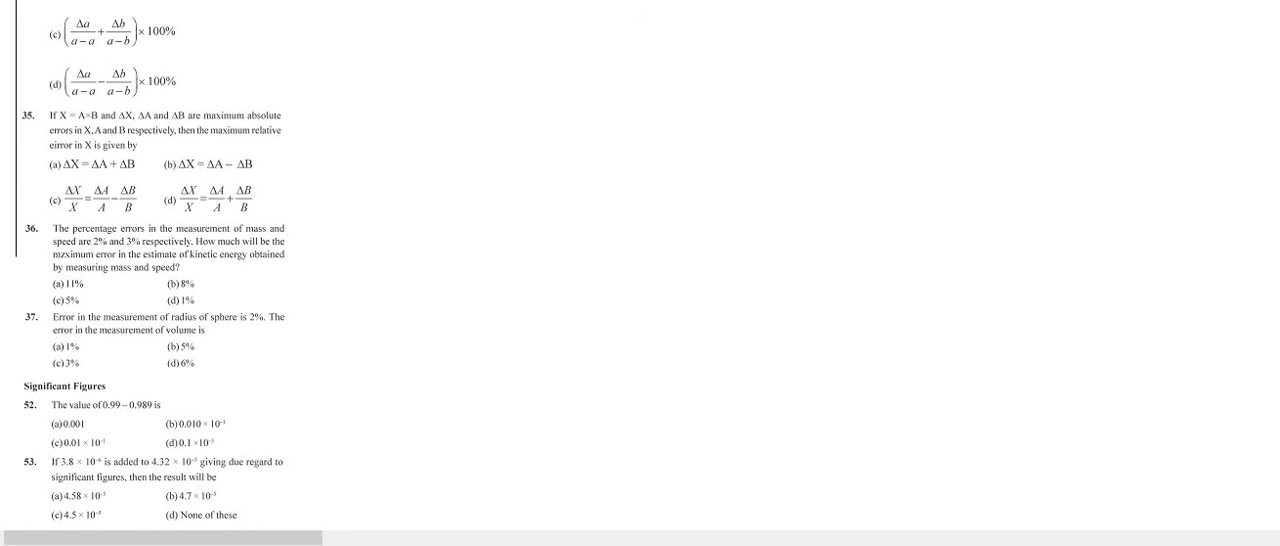 (c) (Δa/a−a + Δb/a−b) × 100%
(d) (Δa/a−a − Δb/a−b) × 100%
35. If X = A×B and ΔX, ΔA and ΔB are maximum absolute
errors in X, A and B respectively, then the maximum relative
eirror in X is given by
(a) ΔX = ΔA + ΔB (b) ΔX = ΔA − ΔB
(c) ΔX/X = ΔA/A − ΔB/B (d) ΔX/X = ΔA/A + ΔB/B
36. The percentage errors in the measurement of mass and
speed are 2% and 3% respectively. How much will be the
mzximum error in the estimate of kinetic energy obtained
by measuring mass and speed?
(a) 11% (b) 8%
(c) 5% (d) 1%
37. Error in the measurement of radius of sphere is 2%. The
error in the measurement of volume is
(a) 1% (b) 5%
(c) 3% (d) 6%
Significant Figures
52. The value of 0.99 – 0.989 is
(a) 0.001 (b) 0.010 × 10⁻¹
(c) 0.01 × 10⁻¹ (d) 0.1 × 10⁻³
53. If 3.8 × 10⁻⁶ is added to 4.32 × 10⁻⁵ giving due regard to
significant figures, then the result will be
(a) 4.58 × 10⁻⁵ (b) 4.7 × 10⁻⁵
(c) 4.5 × 10⁻⁵ (d) None of these